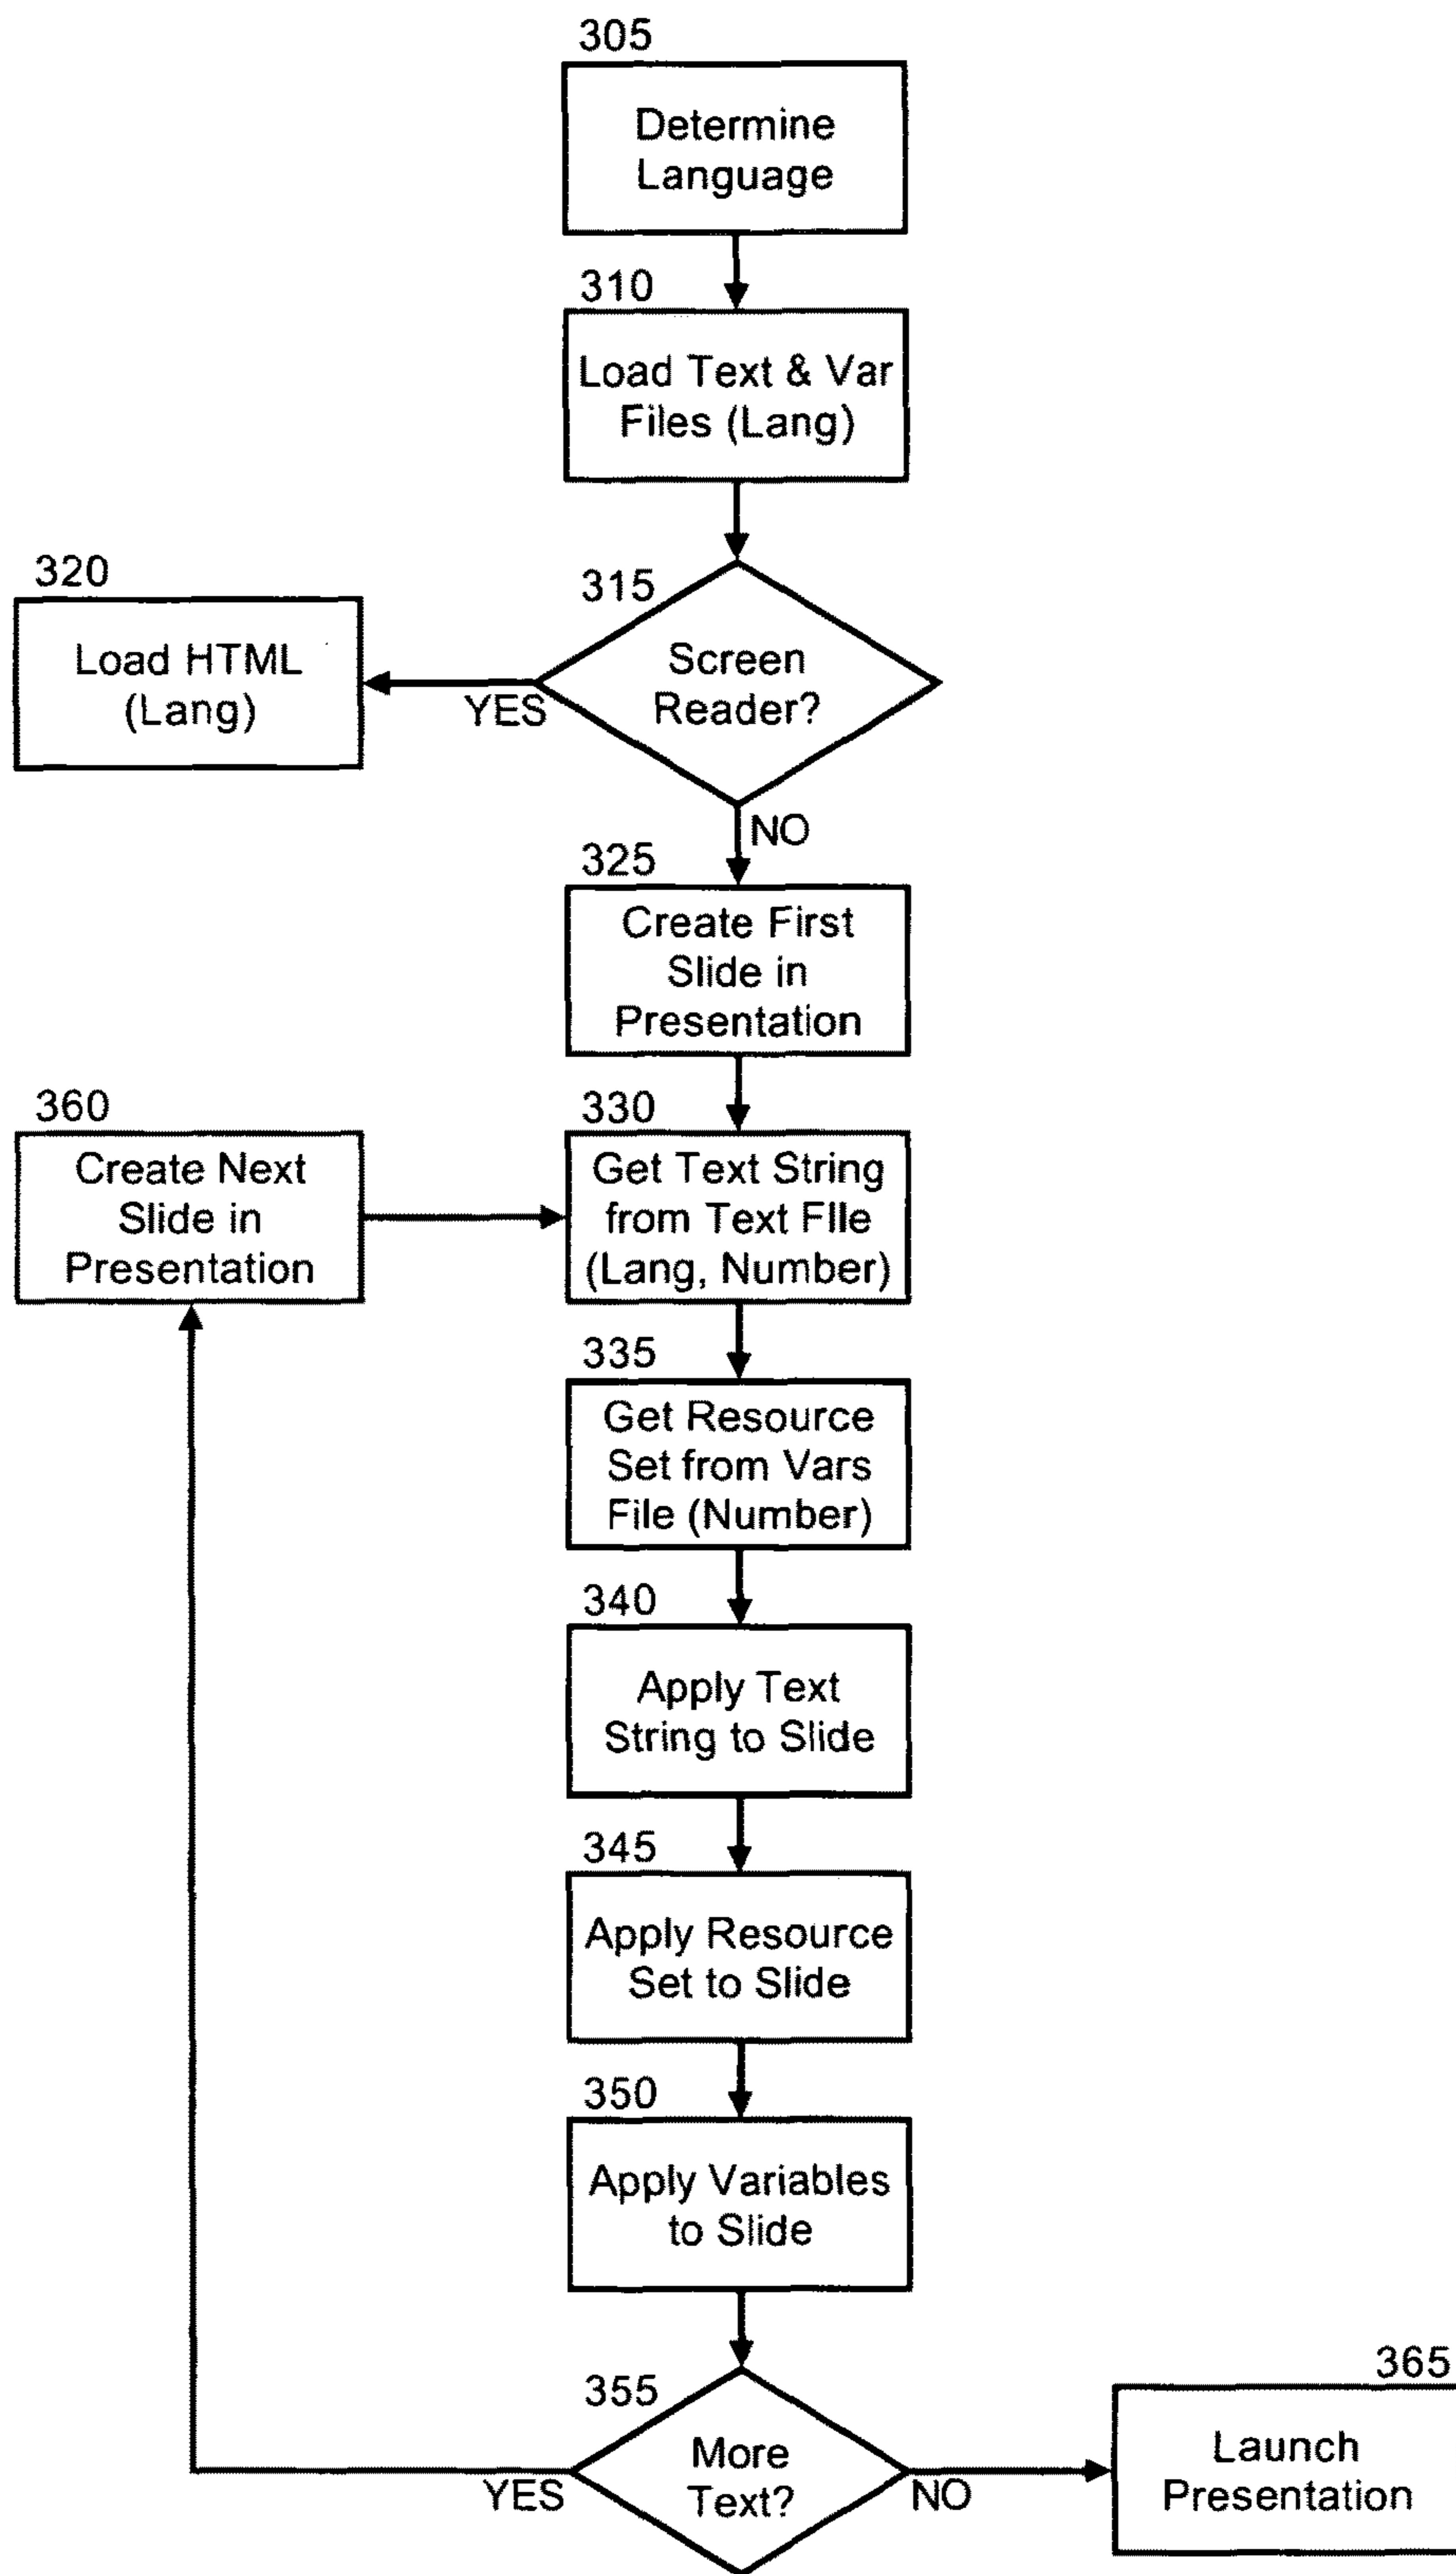 305
Determine
Language
310
Load Text & Var
Files (Lang)
320
Load HTML
(Lang)
315
Screen
Reader?
YES
NO
325
Create First
Slide in
Presentation
360
Create Next
Slide in
Presentation
330
Get Text String
from Text FIle
(Lang, Number)
335
Get Resource
Set from Vars
File (Number)
340
Apply Text
String to Slide
345
Apply Resource
Set to Slide
350
Apply Variables
to Slide
355
More
Text?
YES
NO
365
Launch
Presentation